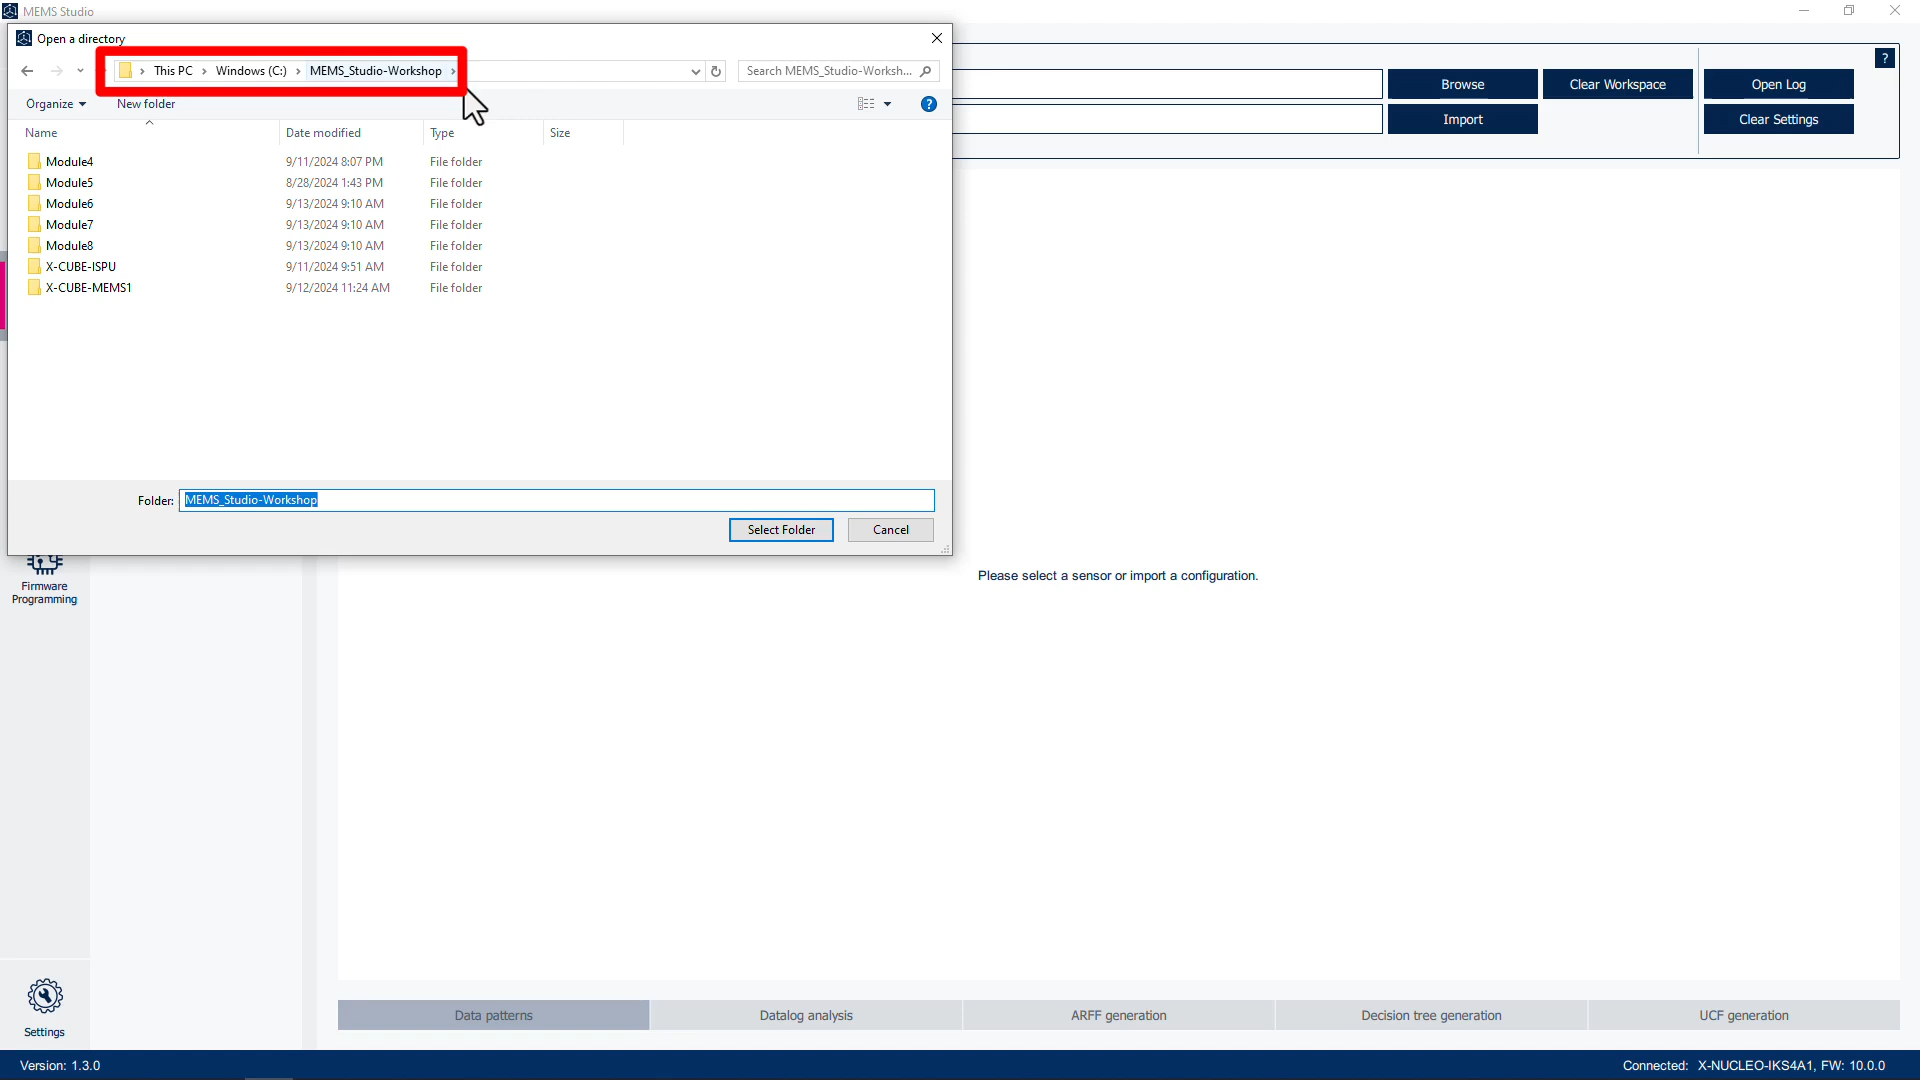 MEMS Studio
Open a directory
This PC > Windows (C:) > MEMS_Studio-Workshop >
Search MEMS_Studio-Worksh...
?
Browse
Clear Workspace
Open Log
Organize
New folder
?
Import
Clear Settings
Name
Date modified
Type
Size
Module4 9/11/2024 8:07 PM File folder
Module5 8/28/2024 1:43 PM File folder
Module6 9/13/2024 9:10 AM File folder
Module7 9/13/2024 9:10 AM File folder
Module8 9/13/2024 9:10 AM File folder
X-CUBE-ISPU 9/11/2024 9:51 AM File folder
X-CUBE-MEMS1 9/12/2024 11:24 AM File folder
Folder: MEMS_Studio-Workshop
Select Folder
Cancel
Firmware
Programming
Please select a sensor or import a configuration.
Settings
Data patterns
Datalog analysis
ARFF generation
Decision tree generation
UCF generation
Version: 1.3.0
Connected: X-NUCLEO-IKS4A1, FW: 10.0.0